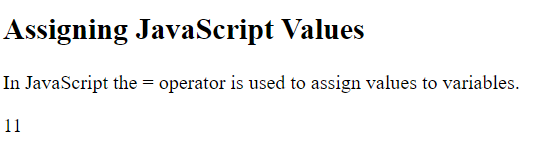 Assigning JavaScript Values
In JavaScript the = operator is used to assign values to variables.
11